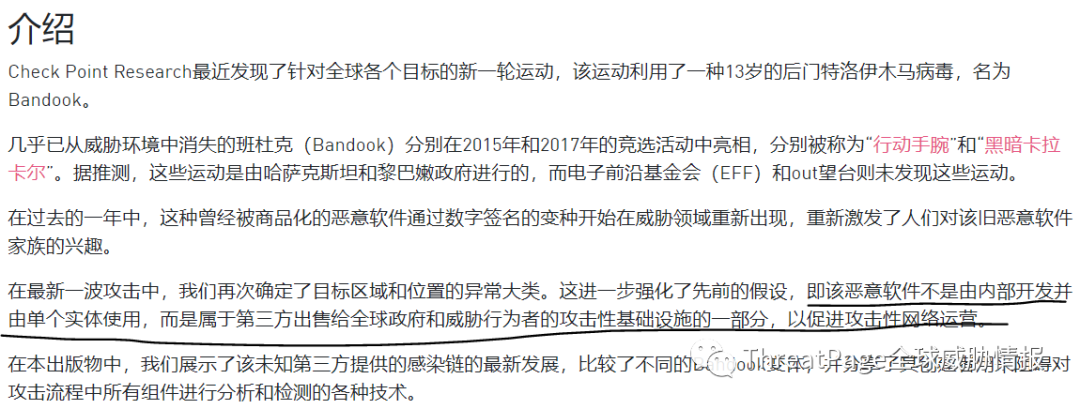 介绍
Check Point Research最近发现了针对全球各个目标的新一轮运动，该运动利用了一种13岁的后门特洛伊木马病毒，名为
Bandook。
几乎已从威胁环境中消失的班杜克（Bandook）分别在2015年和2017年的竞选活动中亮相，分别被称为“行动手腕”和“黑暗卡拉
卡尔”。据推测，这些运动是由哈萨克斯坦和黎巴嫩政府进行的，而电子前沿基金会（EFF）和out望台则未发现这些运动。
在过去的一年中，这种曾经被商品化的恶意软件通过数字签名的变种开始在威胁领域重新出现，重新激发了人们对该旧恶意软件
家族的兴趣。
在最新一波攻击中，我们再次确定了目标区域和位置的异常大类。这进一步强化了先前的假设，即该恶意软件不是由内部开发并
由单个实体使用，而是属于第三方出售给全球政府和威胁行为者的攻击性基础设施的一部分，以促进攻击性网络运营。
在本出版物中，我们展示了该未知第三方提供的感染链的最新发展，比较了不同的Bandook变体，并分
攻击流程中所有组件进行分析和检测的各种技术。
ThreatPage全球威胁情报